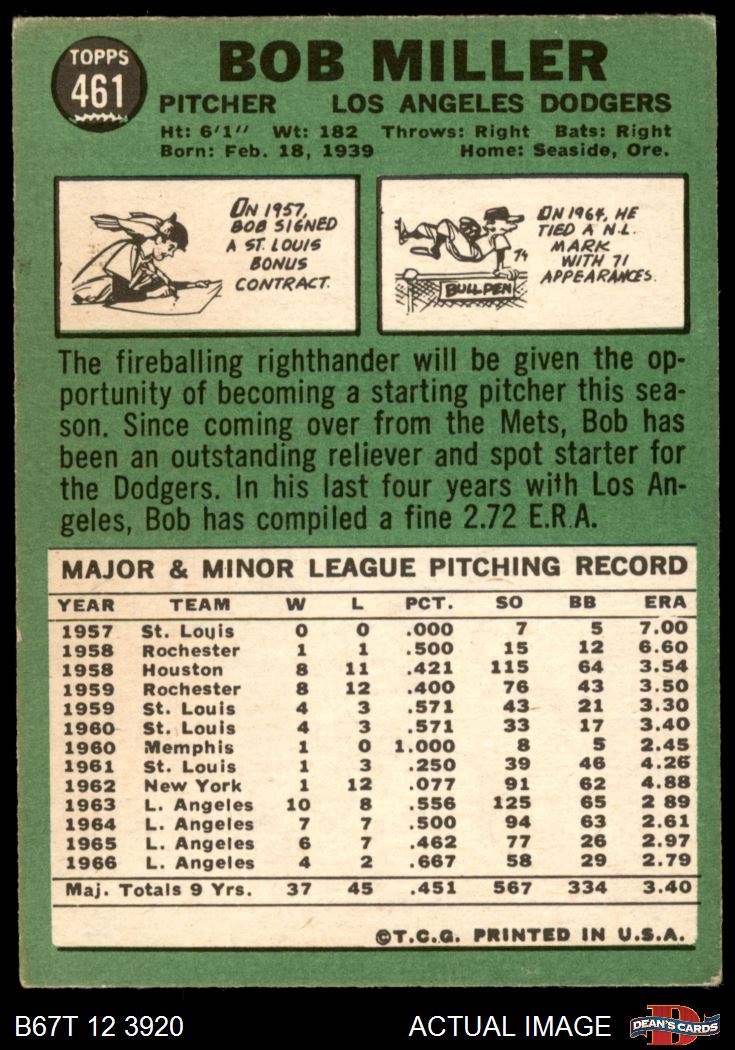 TOPPS
461
BOB MILLER
PITCHER LOS ANGELES DODGERS
Ht: 6'1'' Wt: 182 Throws: Right Bats: Right
Born: Feb. 18, 1939 Home: Seaside, Ore.
ON 1957,
BOB SIGNED
A ST. LOUIS
BONUS
CONTRACT.
ON 1964, HE
TIED A N.L.
MARK
WITH 71
APPEARANCES.
74
BULLPEN
The fireballing righthander will be given the op-
portunity of becoming a starting pitcher this sea-
son. Since coming over from the Mets, Bob has
been an outstanding reliever and spot starter for
the Dodgers. In his last four years with Los An-
geles, Bob has compiled a fine 2.72 E.R.A.
MAJOR & MINOR LEAGUE PITCHING RECORD
YEAR TEAM W L PCT. SO BB ERA
1957 St. Louis 0 0 .000 7 5 7.00
1958 Rochester 1 1 .500 15 12 6.60
1958 Houston 8 11 .421 115 64 3.54
1959 Rochester 8 12 .400 76 43 3.50
1959 St. Louis 4 3 .571 43 21 3.30
1960 St. Louis 4 3 .571 33 17 3.40
1960 Memphis 1 0 1.000 8 5 2.45
1961 St. Louis 1 3 .250 39 46 4.26
1962 New York 1 12 .077 91 62 4.88
1963 L. Angeles 10 8 .556 125 65 2 89
1964 L. Angeles 7 7 .500 94 63 2.61
1965 L. Angeles 6 7 .462 77 26 2.97
1966 L. Angeles 4 2 .667 58 29 2.79
Maj. Totals 9 Yrs. 37 45 .451 567 334 3.40
©T.C.G. PRINTED IN U.S.A.
B67T 12 3920 ACTUAL IMAGE
D
DEAN'S CARDS